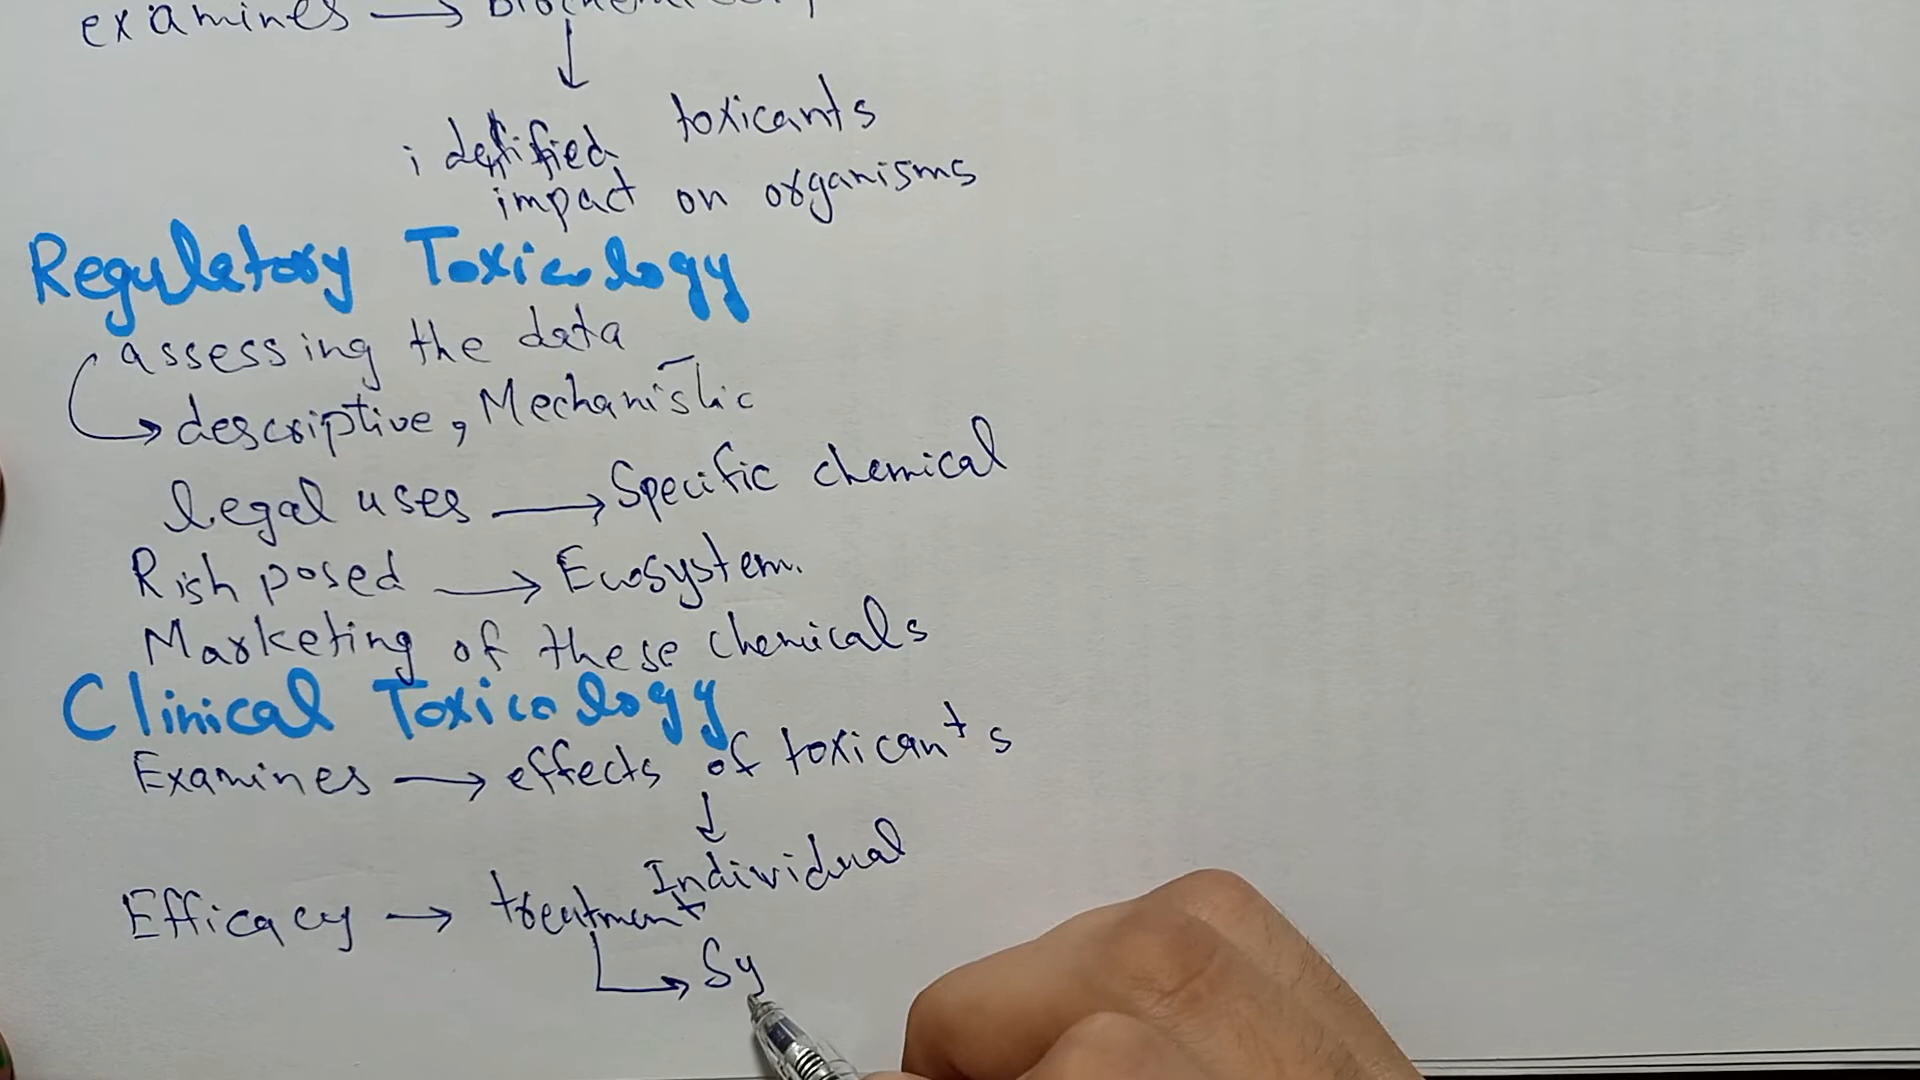 examines →
toxicants
identified
impact on organisms
Regulatory Toxicology
assessing the data
→ descriptive, Mechanistic
legal uses → Specific chemical
Rish posed → Ecosystem.
Marketing of these chemicals
Clinical Toxicology
Examines → effects of toxicants
↓
Individual
Efficacy → treatment
→ Sy